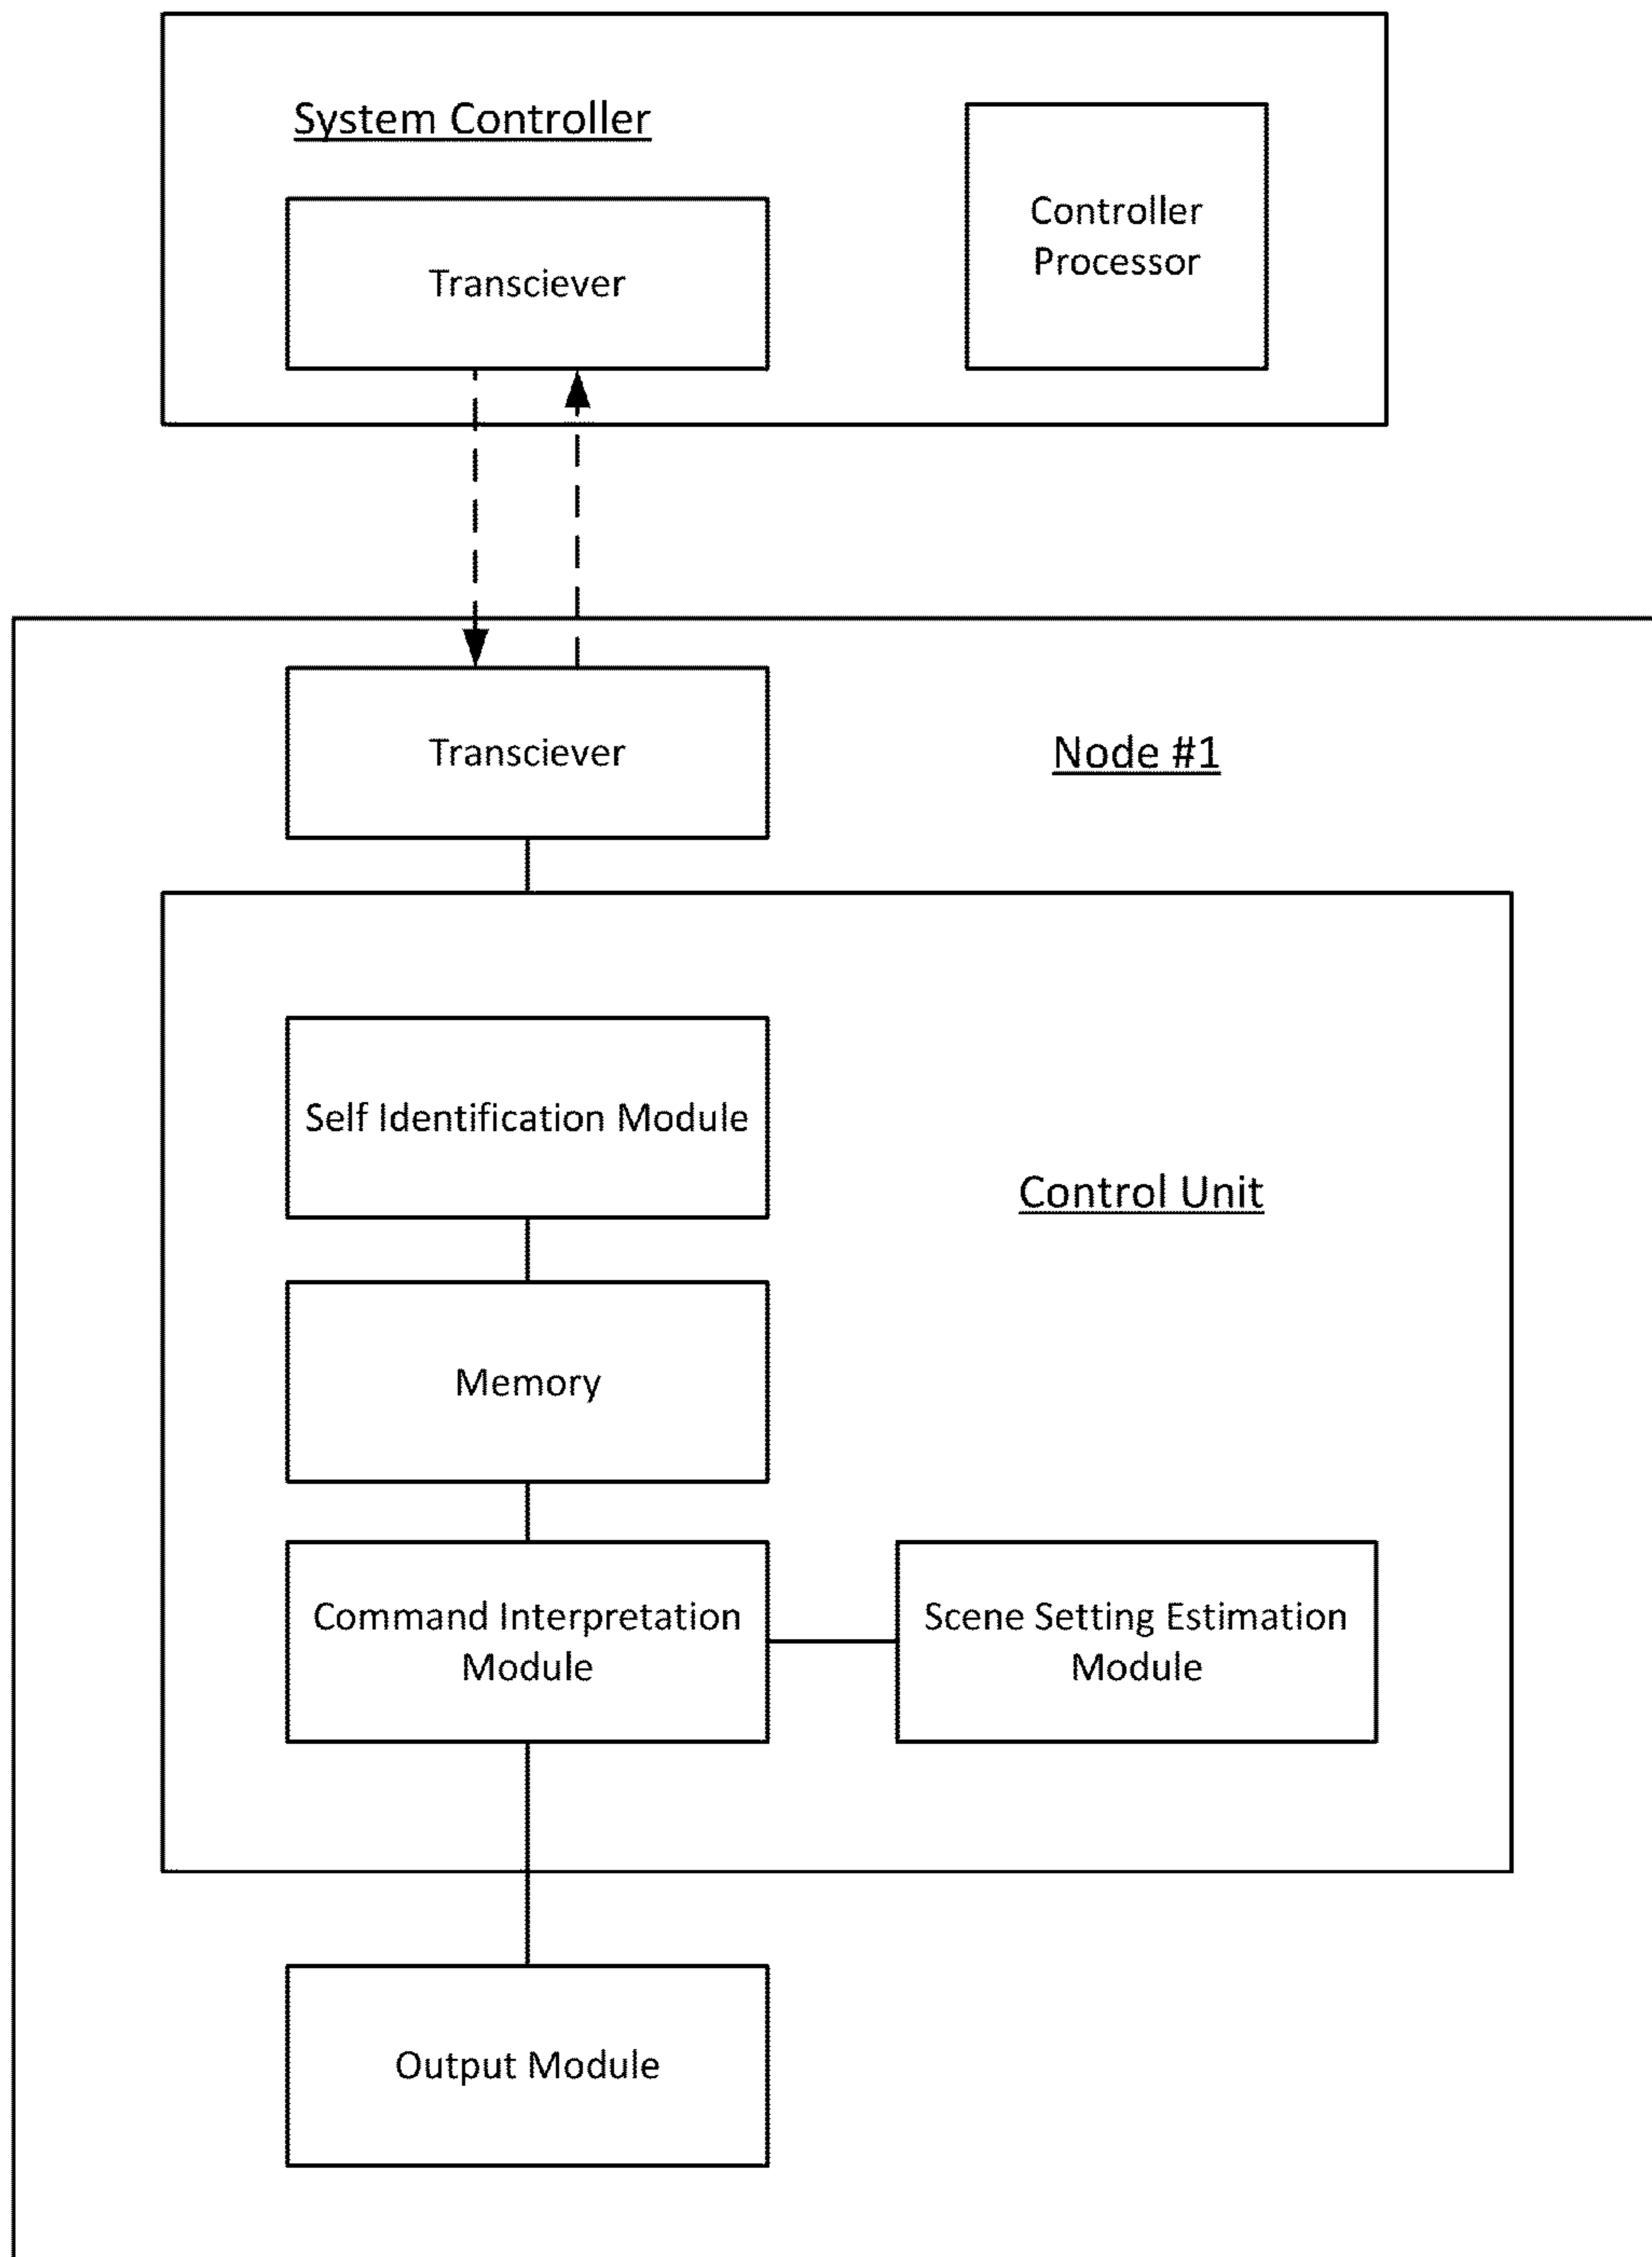 System Controller
Controller
Processor
Transciever
Transciever
Node #1
Self Identification Module
Control Unit
Memory
Command Interpretation
Module
Scene Setting Estimation
Module
Output Module